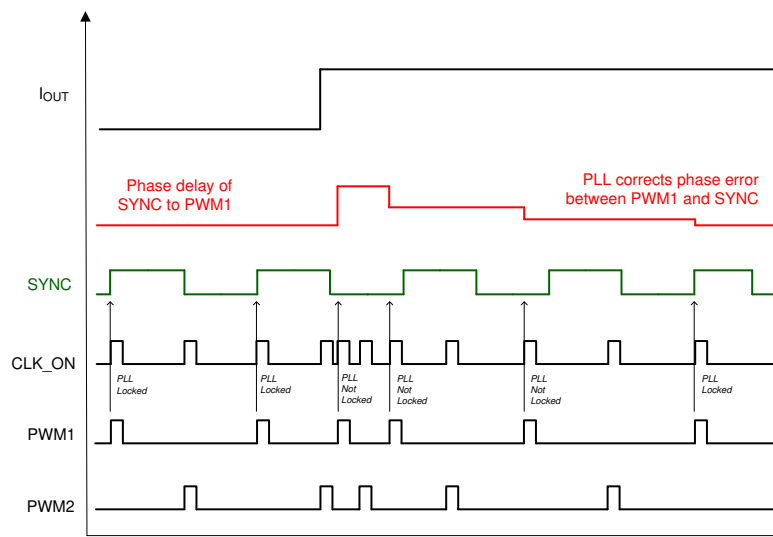 IOUT
Phase delay of
SYNC to PWM1
PLL corrects phase error
between PWM1 and SYNC
SYNC
CLK_ON
PLL
Locked
PLL
Locked
PLL
Not
Locked
PLL
Not
Locked
PLL
Not
Locked
PLL
Locked
PWM1
PWM2